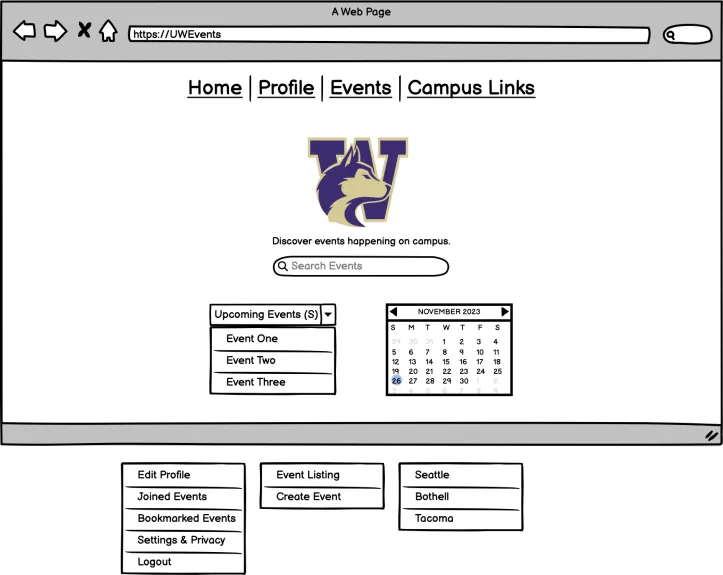 A Web Page
https://UWEvents
Home | Profile | Events | Campus Links
W
Discover events happening on campus.
Search Events
Upcoming Events (S)
Event One
Event Two
Event Three
NOVEMBER 2023
S M T W T F S
29 30 31 1 2 3 4
5 6 7 8 9 10 11
12 13 14 15 16 17 18
19 20 21 22 23 24 25
26 27 28 29 30 1 2
3 4 5 6 7 8 9
Edit Profile
Joined Events
Bookmarked Events
Settings & Privacy
Logout
Event Listing
Create Event
Seattle
Bothell
Tacoma